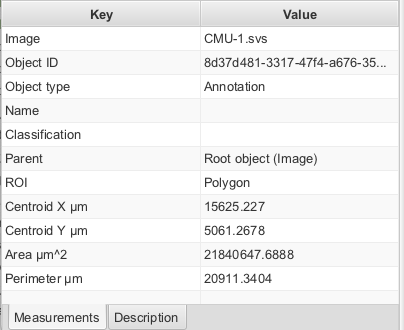 Key Value
Image CMU-1.svs
Object ID 8d37d481-3317-47f4-a676-35...
Object type Annotation
Name
Classification
Parent Root object (Image)
ROI Polygon
Centroid X µm 15625.227
Centroid Y µm 5061.2678
Area µm^2 21840647.6888
Perimeter µm 20911.3404
Measurements Description